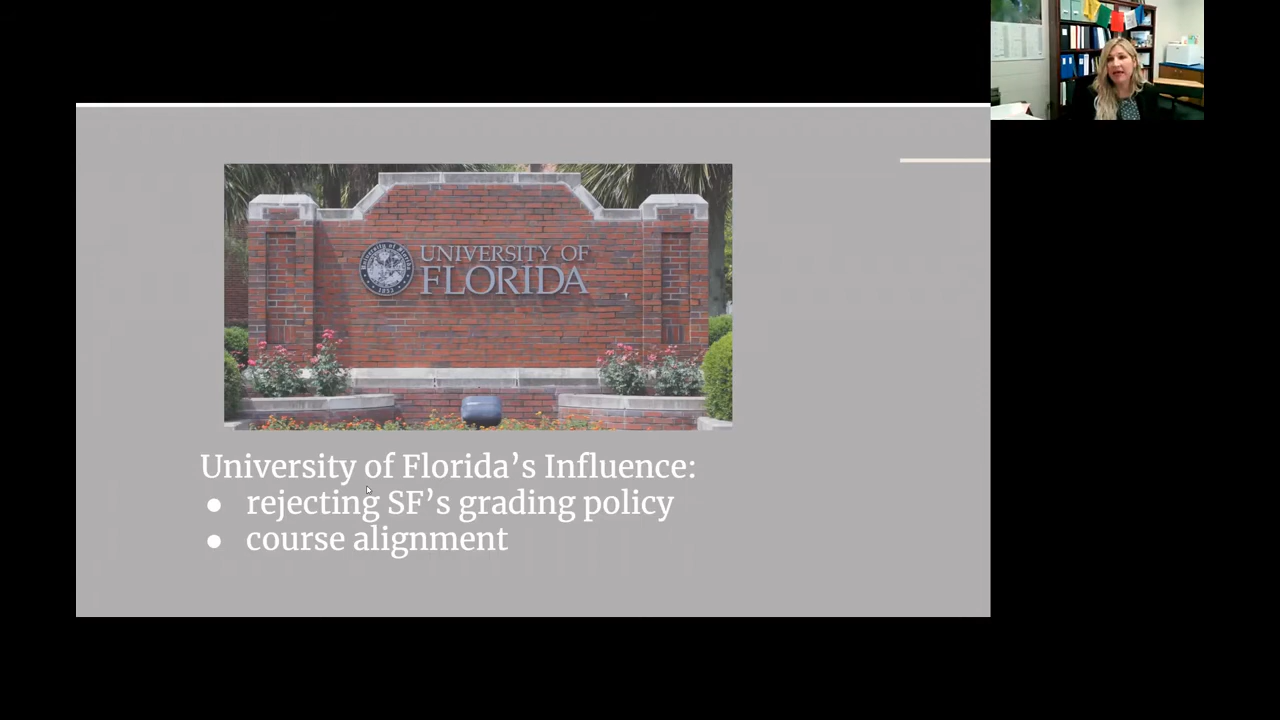 UNIVERSITY OF
FLORIDA
University of Florida’s Influence:
● rejecting SF’s grading policy
● course alignment